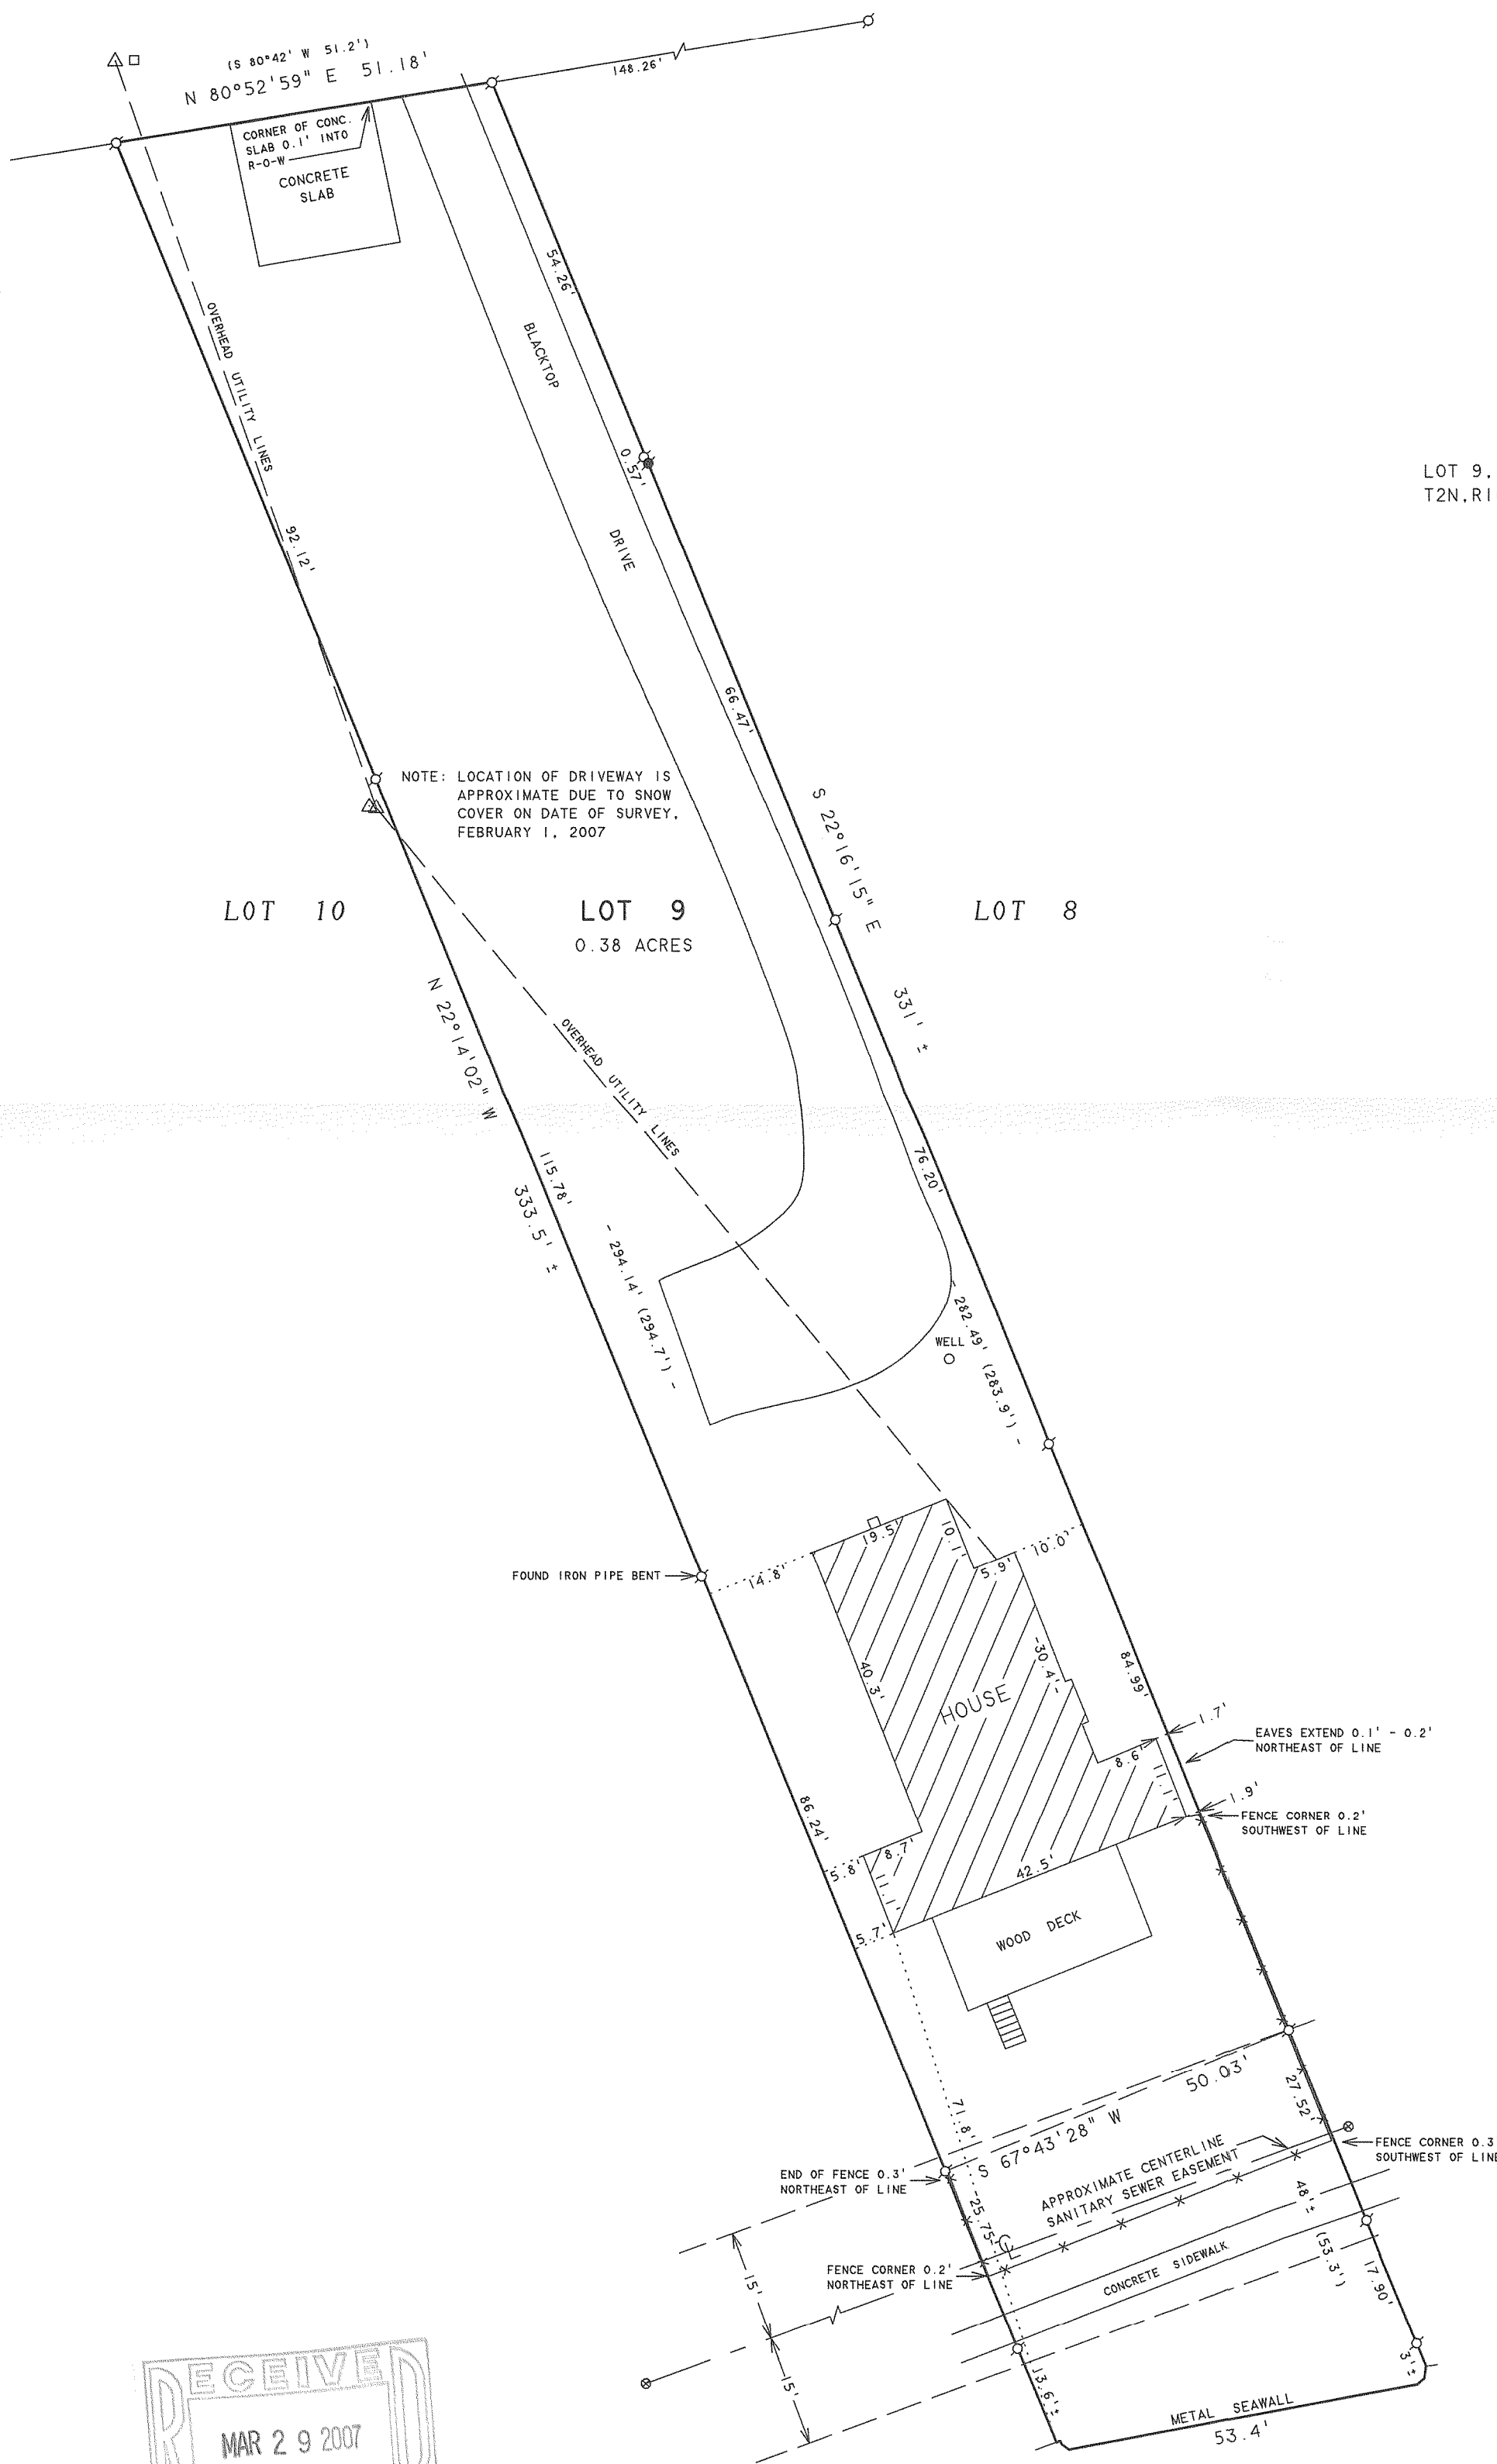 (S 80°42' W 51.2')
N 80°52'59" E 51.18'
148.26'
CORNER OF CONC.
SLAB 0.1' INTO
R-O-W
CONCRETE
SLAB
54.26'
OVERHEAD UTILITY LINES
BLACKTOP
0.57'
LOT 9,
T2N,R1
92.12'
DRIVE
66.47'
NOTE: LOCATION OF DRIVEWAY IS
APPROXIMATE DUE TO SNOW
COVER ON DATE OF SURVEY,
FEBRUARY 1, 2007
S 22°16'15" E
331' ±
LOT 10
LOT 9
0.38 ACRES
LOT 8
N 22°14'02" W
333.5' ±
OVERHEAD UTILITY LINES
115.78'
76.20'
- 294.14' (294.7') -
- 282.49' (283.9') -
WELL
19.5'
10.1'
5.9'
10.0'
FOUND IRON PIPE BENT
14.8'
40.3'
-30.4'-
84.99'
HOUSE
1.7'
EAVES EXTEND 0.1' - 0.2'
NORTHEAST OF LINE
8.6'
11.1'
1.9'
FENCE CORNER 0.2'
SOUTHWEST OF LINE
86.24'
8.7'
5.8'
11.1'
42.5'
5.7'
WOOD DECK
50.03'
27.52'
71.8'
S 67°43'28" W
END OF FENCE 0.3'
NORTHEAST OF LINE
APPROXIMATE CENTERLINE
SANITARY SEWER EASEMENT
FENCE CORNER 0.3
SOUTHWEST OF LINE
25.75'
CL
48'± (53.3')
CONCRETE SIDEWALK
FENCE CORNER 0.2'
NORTHEAST OF LINE
17.90'
15'
15'
13.6'±
3'±
METAL SEAWALL
53.4'
RECEIVED
MAR 29 2007